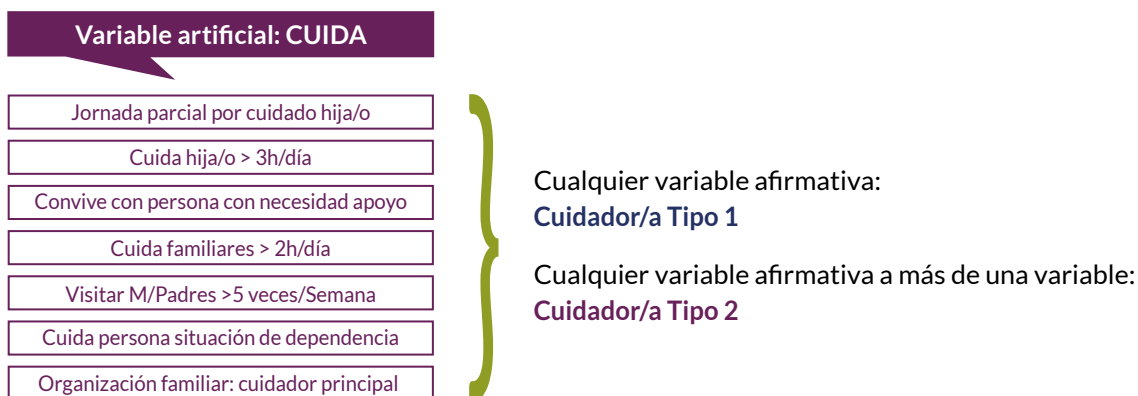 Variable artificial: CUIDA
Jornada parcial por cuidado hija/o
Cuida hija/o > 3h/día
Convive con persona con necesidad apoyo
Cuida familiares > 2h/día
Visitar M/Padres >5 veces/Semana
Cuida persona situación de dependencia
Organización familiar: cuidador principal
Cualquier variable afirmativa:
Cuidador/a Tipo 1
Cualquier variable afirmativa a más de una variable:
Cuidador/a Tipo 2